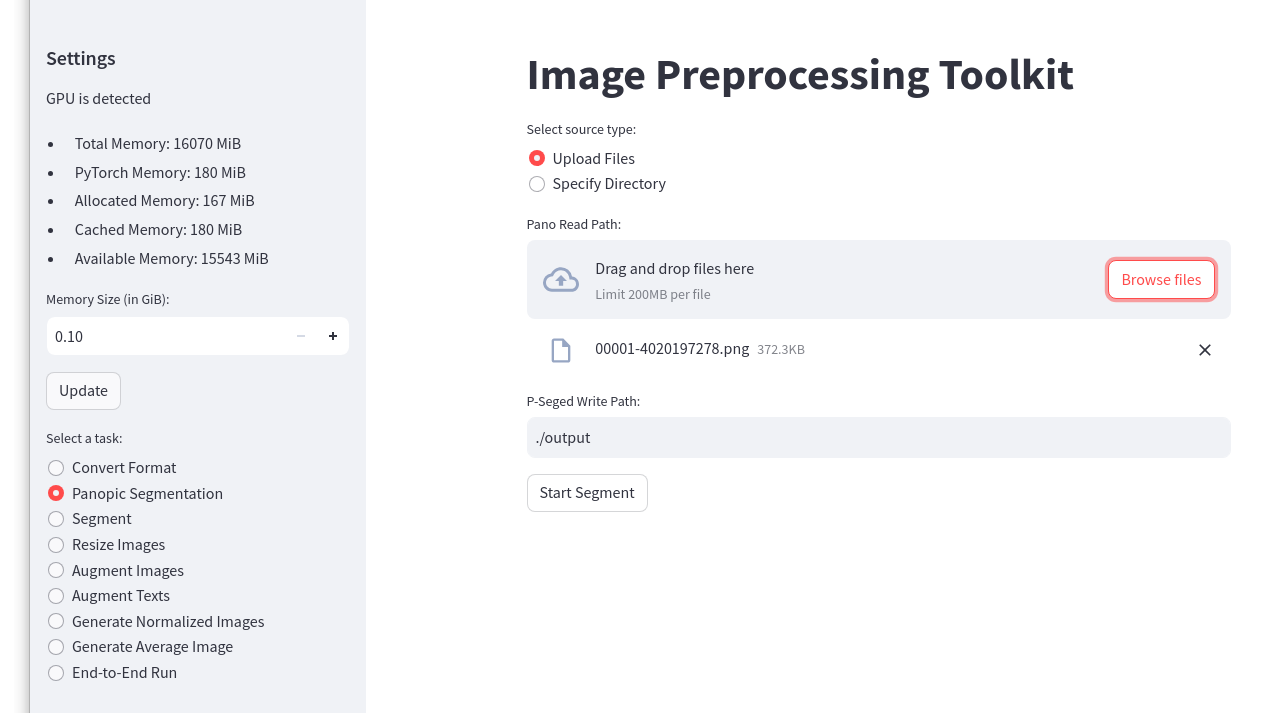 Settings
GPU is detected
• Total Memory: 16070 MiB
• PyTorch Memory: 180 MiB
• Allocated Memory: 167 MiB
• Cached Memory: 180 MiB
• Available Memory: 15543 MiB
Memory Size (in GiB):
0.10
Update
Select a task:
Convert Format
Panopic Segmentation
Segment
Resize Images
Augment Images
Augment Texts
Generate Normalized Images
Generate Average Image
End-to-End Run
Image Preprocessing Toolkit
Select source type:
Upload Files
Specify Directory
Pano Read Path:
Drag and drop files here
Limit 200MB per file
Browse files
00001-4020197278.png 372.3KB
P-Seged Write Path:
./output
Start Segment